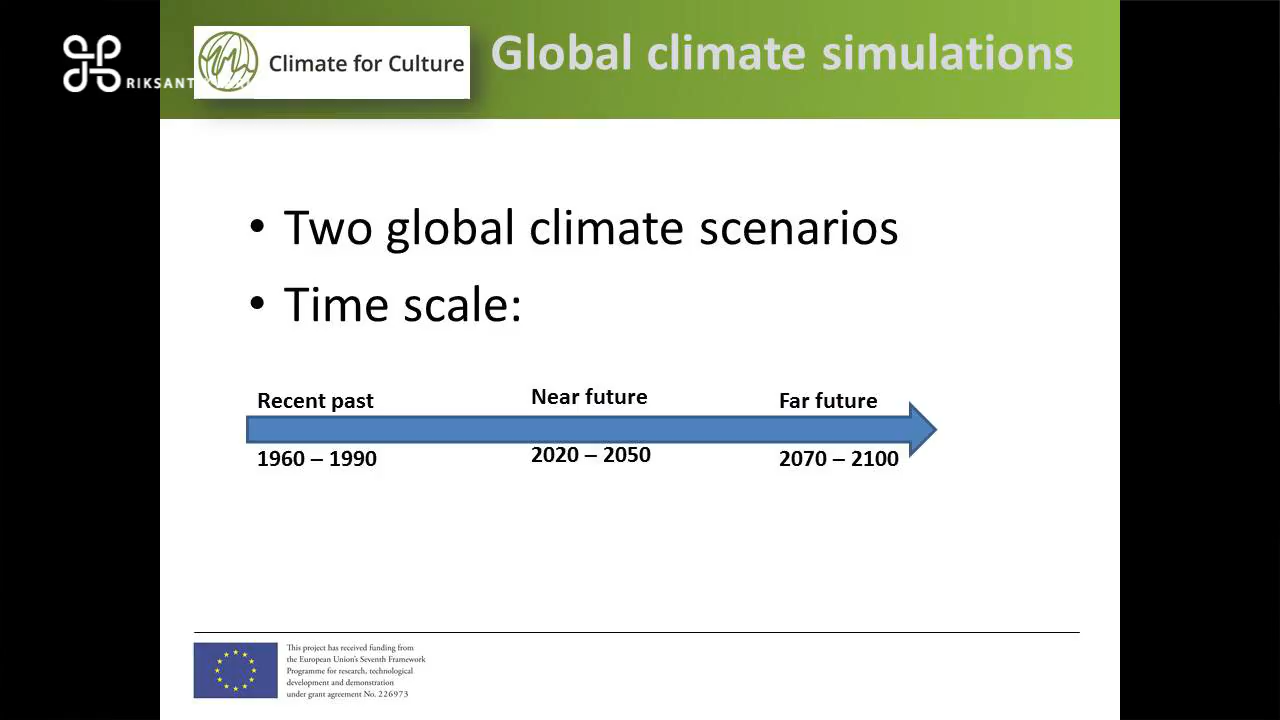 Climate for Culture
Global climate simulations
• Two global climate scenarios
• Time scale:
Recent past
Near future
Far future
1960 – 1990
2020 – 2050
2070 – 2100
This project has received funding from
the European Union's Seventh Framework
Programme for research, technological
development and demonstration
under grant agreement No. 226973